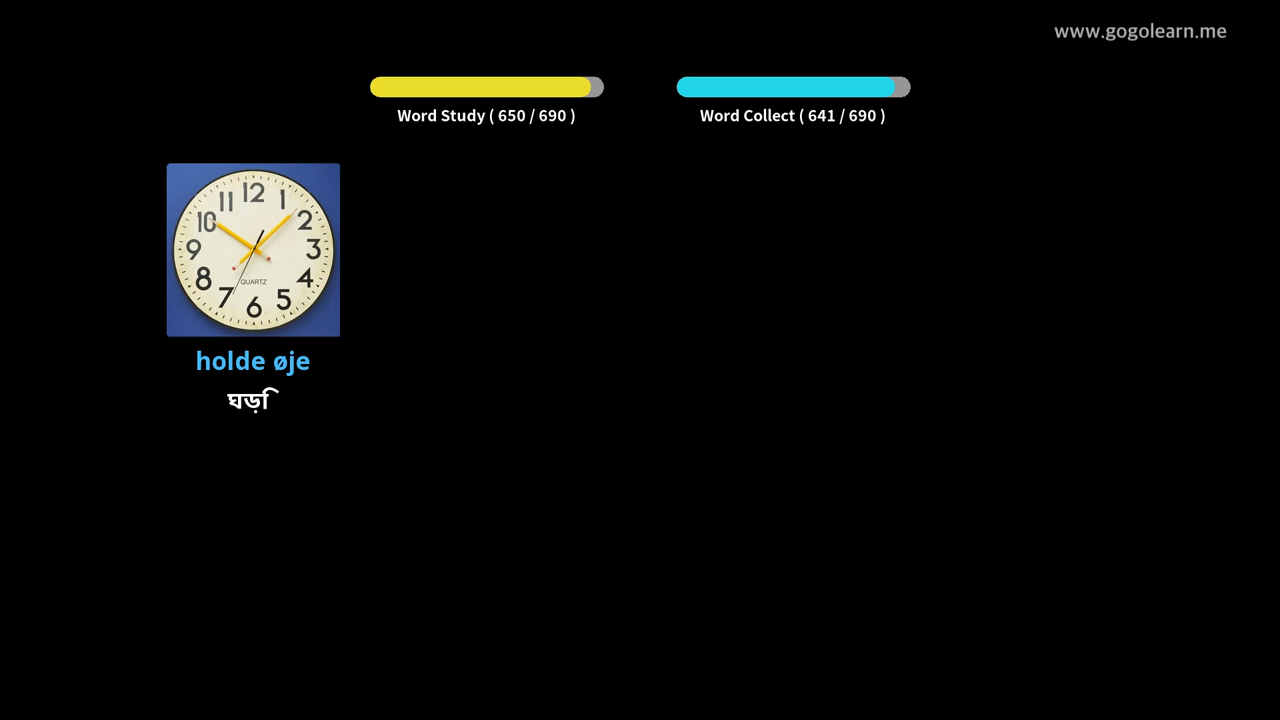 www.gogolearn.me
Word Study ( 650 / 690 )
Word Collect ( 641 / 690 )
12
11
1
10
2
9
3
8
4
QUARTZ
7
5
6
holde øje
ঘড়ি